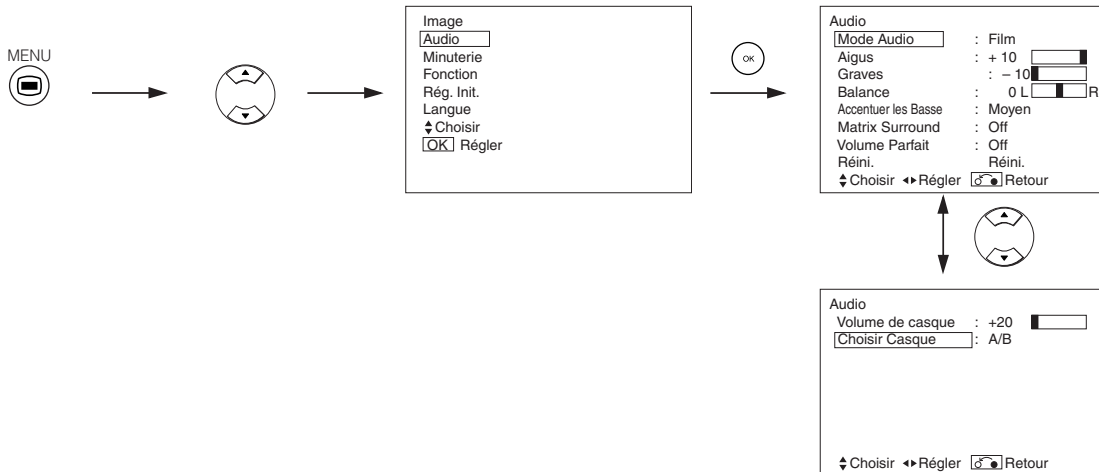 MENU
Image
Audio
Minuterie
Fonction
Rég. Init.
Langue
Choisir
OK Régler
OK
Audio
Mode Audio : Film
Aigus : + 10
Graves : – 10
Balance : 0 L R
Accentuer les Basse : Moyen
Matrix Surround : Off
Volume Parfait : Off
Réini. Réini.
Choisir Régler Retour
Audio
Volume de casque : +20
Choisir Casque : A/B
Choisir Régler Retour